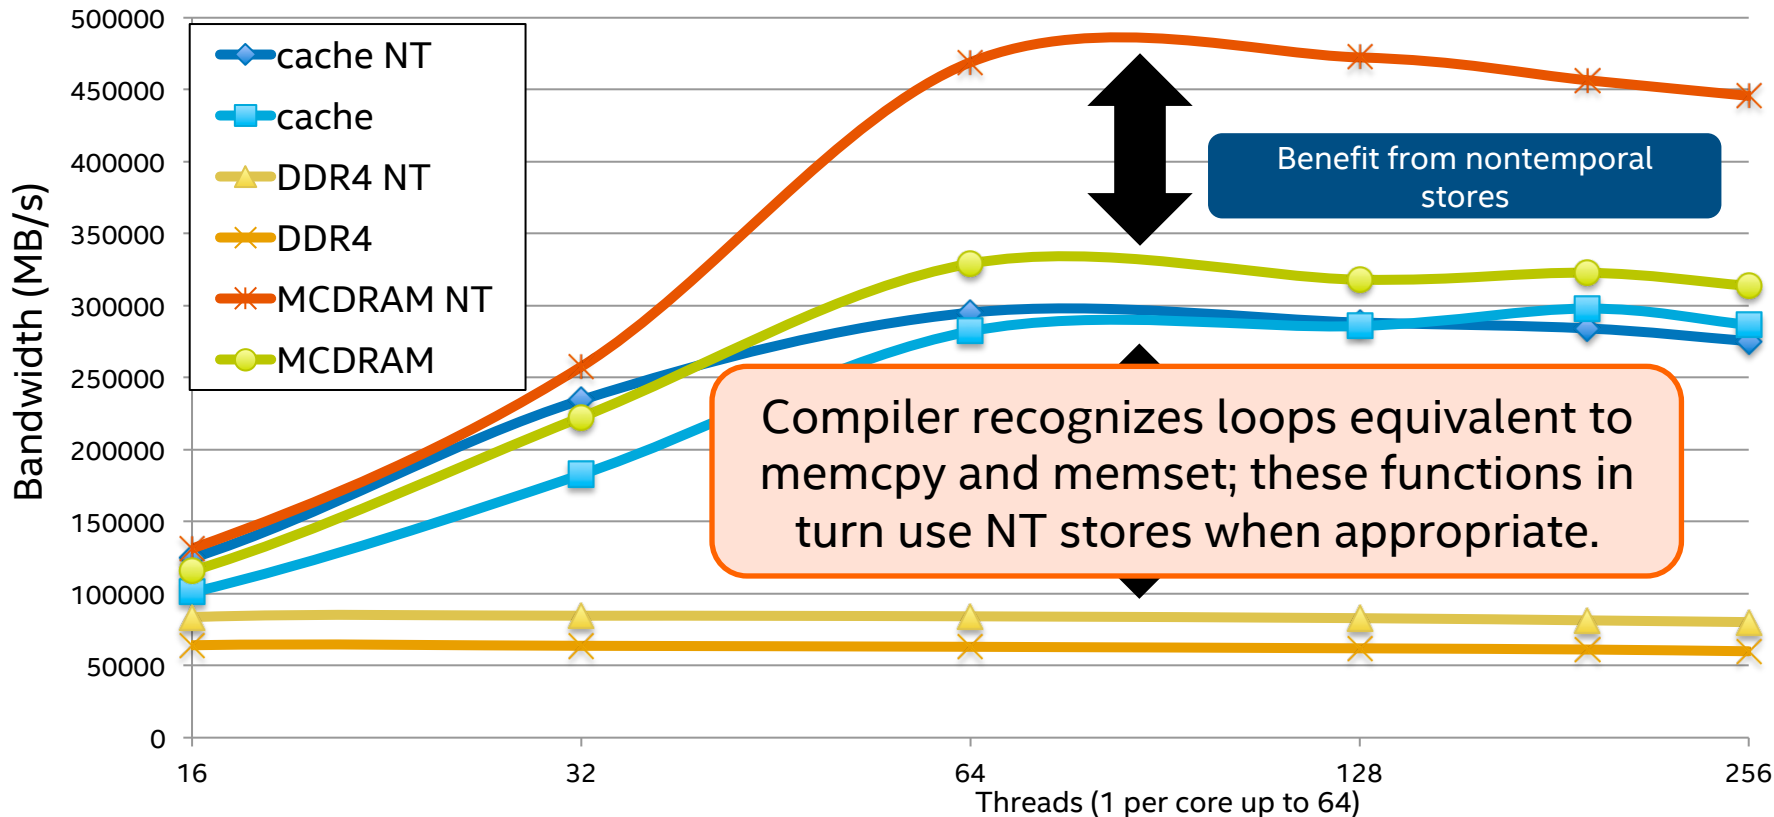 500000
450000
400000
350000
300000
250000
200000
150000
100000
50000
0
Bandwidth (MB/s)
cache NT
cache
DDR4 NT
DDR4
MCDRAM NT
MCDRAM
Benefit from nontemporal
stores
Compiler recognizes loops equivalent to
memcpy and memset; these functions in
turn use NT stores when appropriate.
16
32
64
128
256
Threads (1 per core up to 64)